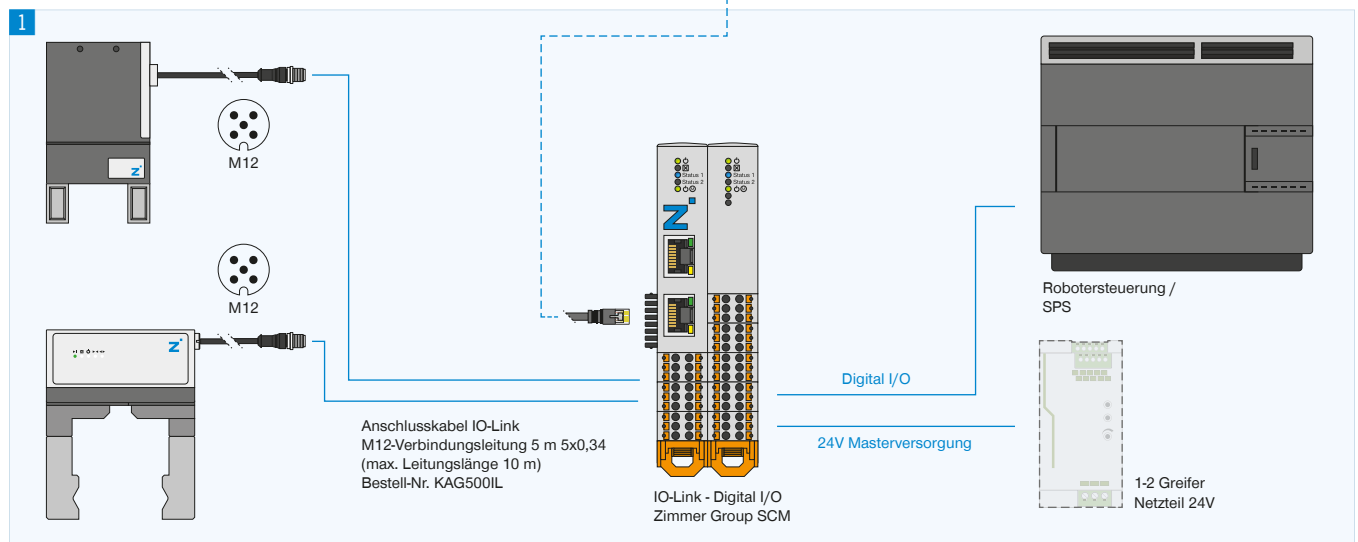 1
M12
M12
Anschlusskabel IO-Link
M12-Verbindungsleitung 5 m 5x0,34
(max. Leitungslänge 10 m)
Bestell-Nr. KAG500IL
Status 1
Status 2
Status 1
Status 2
IO-Link - Digital I/O
Zimmer Group SCM
Digital I/O
24V Masterversorgung
Robotersteuerung /
SPS
1-2 Greifer
Netzteil 24V